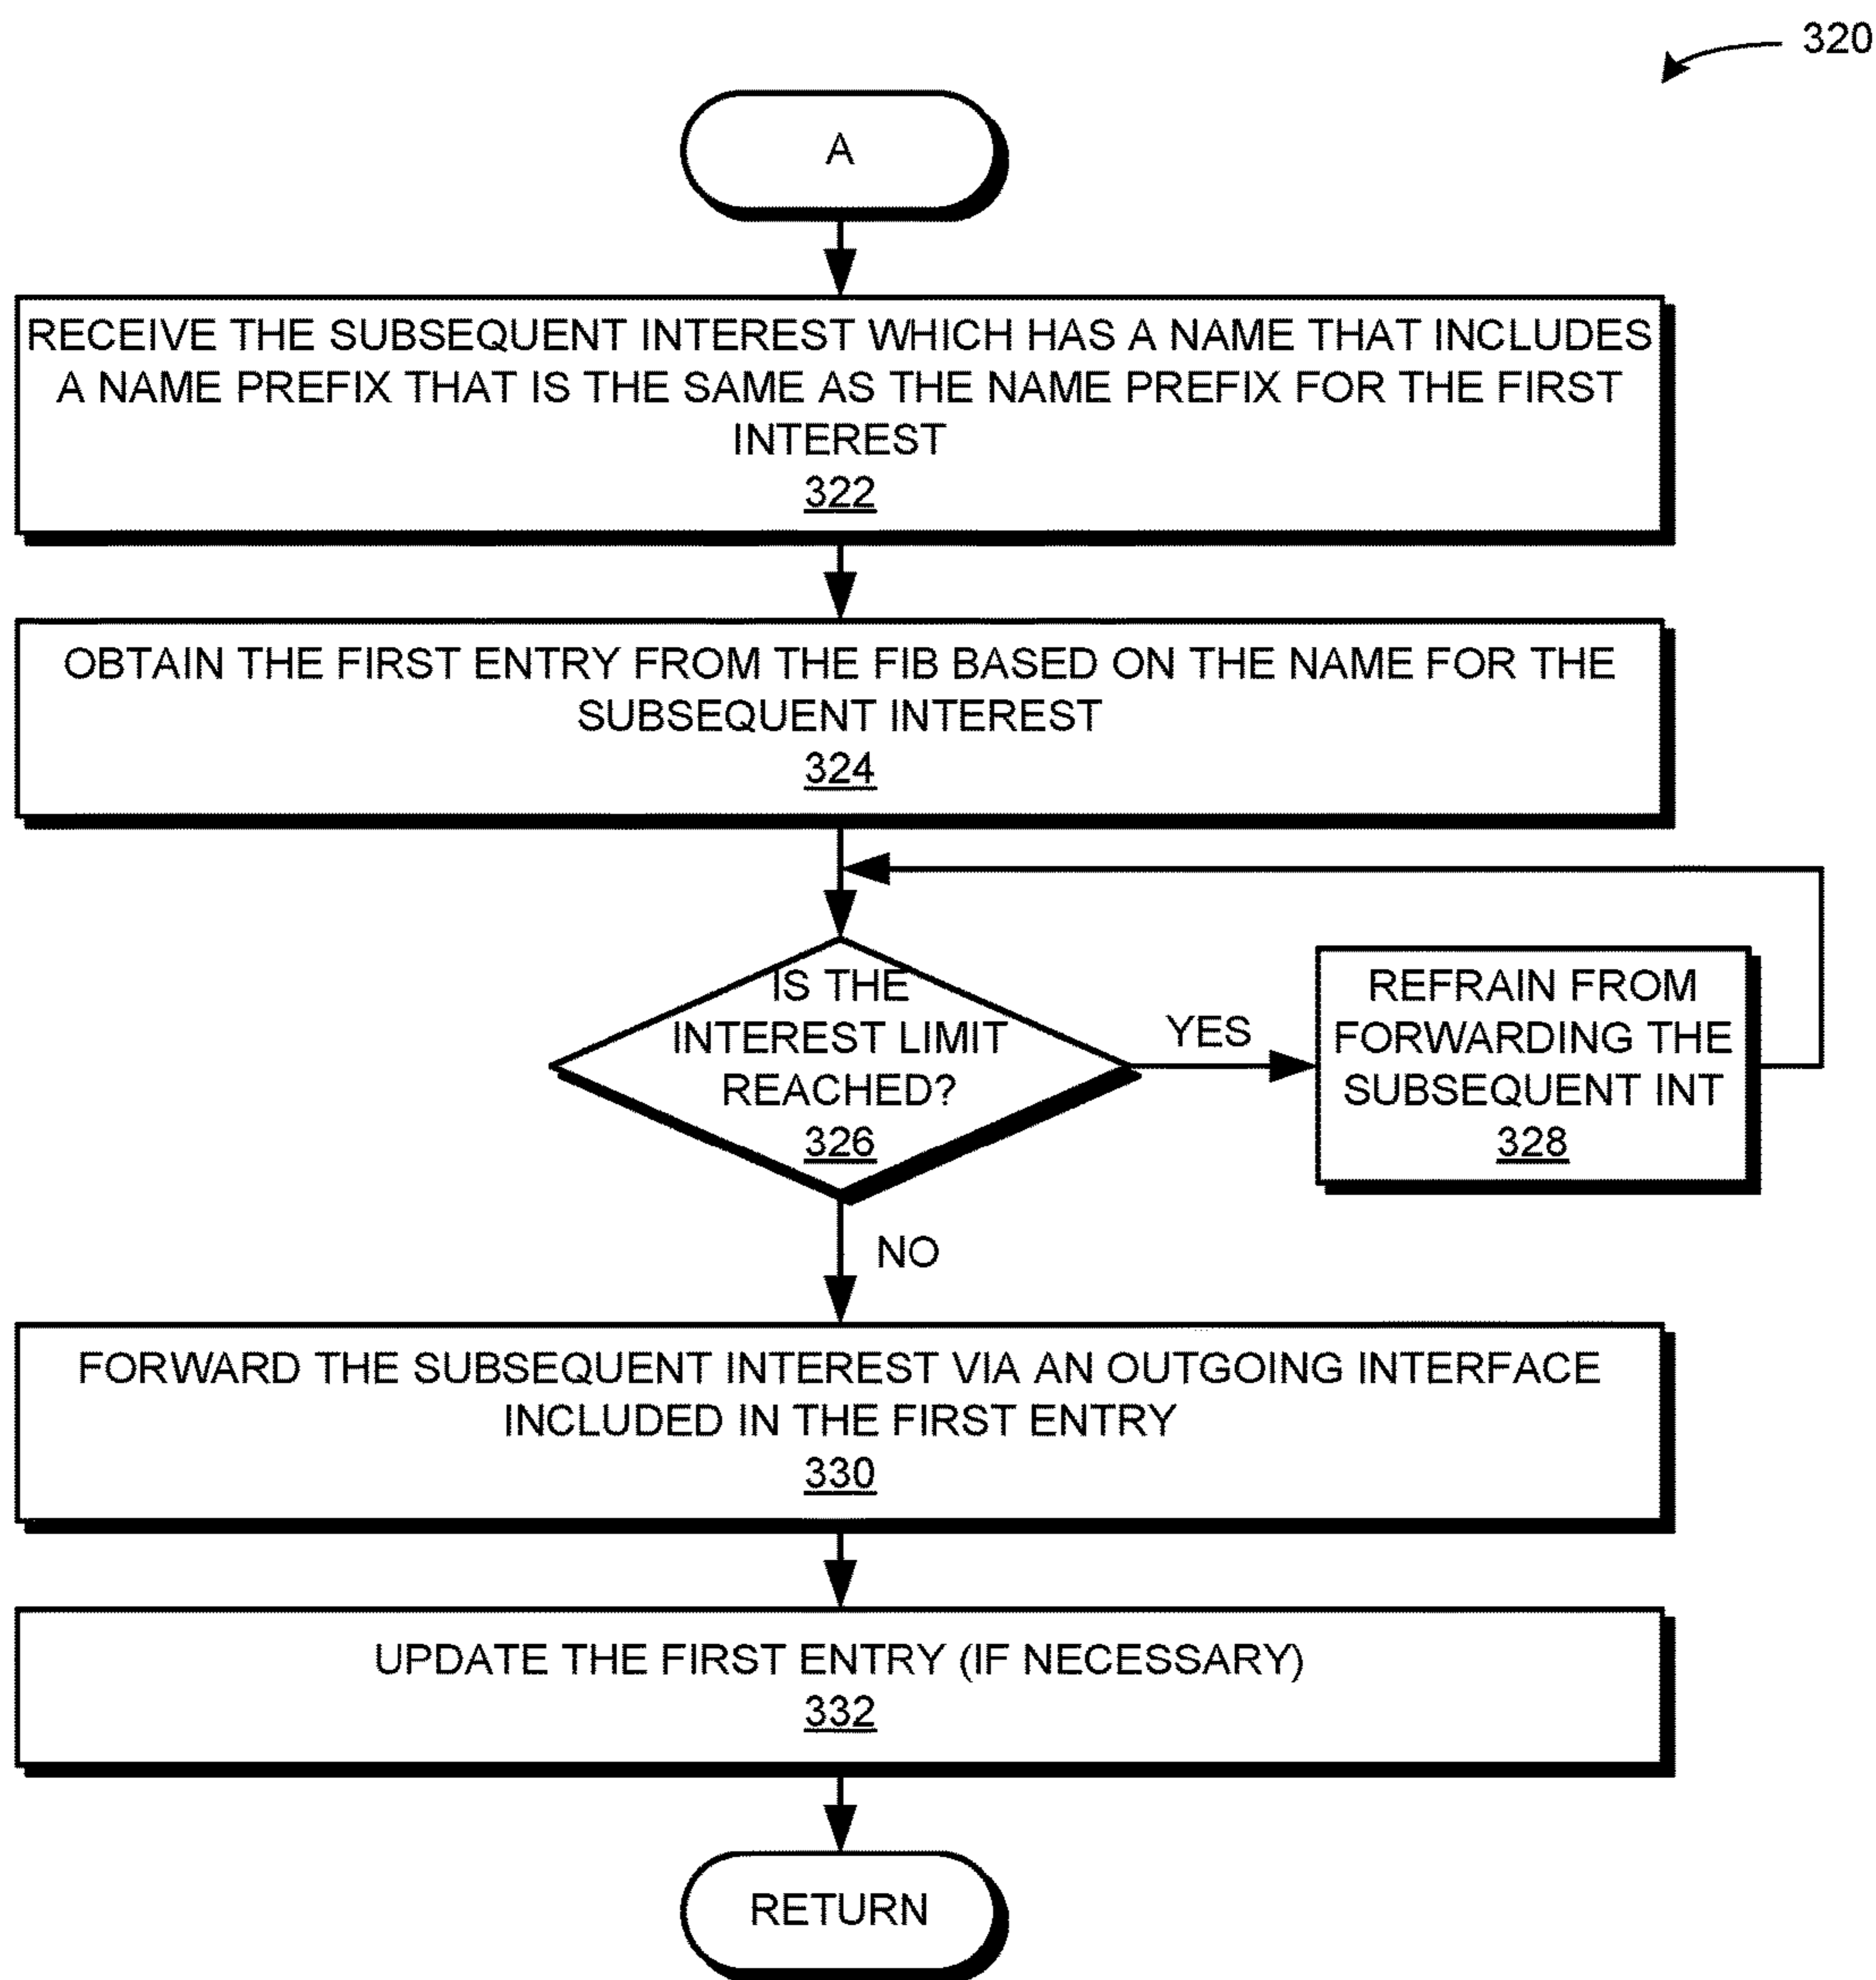 320
A
RECEIVE THE SUBSEQUENT INTEREST WHICH HAS A NAME THAT INCLUDES
A NAME PREFIX THAT IS THE SAME AS THE NAME PREFIX FOR THE FIRST
INTEREST
322
OBTAIN THE FIRST ENTRY FROM THE FIB BASED ON THE NAME FOR THE
SUBSEQUENT INTEREST
324
IS THE
INTEREST LIMIT
REACHED?
326
YES
REFRAIN FROM
FORWARDING THE
SUBSEQUENT INT
328
NO
FORWARD THE SUBSEQUENT INTEREST VIA AN OUTGOING INTERFACE
INCLUDED IN THE FIRST ENTRY
330
UPDATE THE FIRST ENTRY (IF NECESSARY)
332
RETURN